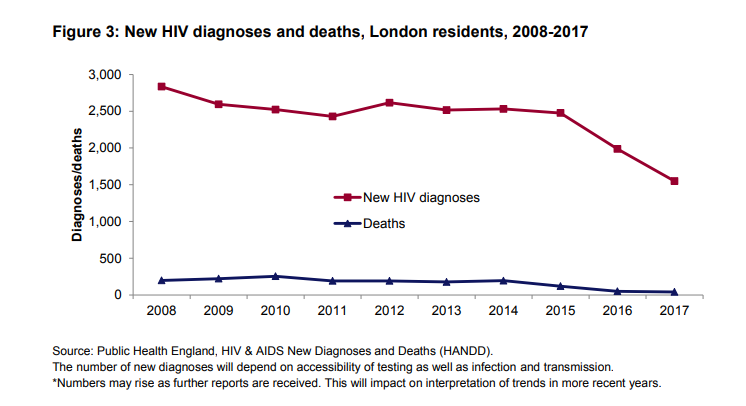 Figure 3: New HIV diagnoses and deaths, London residents, 2008-2017
3,000
2,500
2,000
1,500
1,000
500
0
Diagnoses/deaths
New HIV diagnoses
Deaths
2008 2009 2010 2011 2012 2013 2014 2015 2016 2017
Source: Public Health England, HIV & AIDS New Diagnoses and Deaths (HANDD).
The number of new diagnoses will depend on accessibility of testing as well as infection and transmission.
*Numbers may rise as further reports are received. This will impact on interpretation of trends in more recent years.